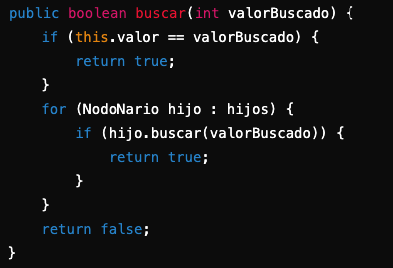 public boolean buscar(int valorBuscado) {
    if (this.valor == valorBuscado) {
        return true;
    }
    for (NodoNario hijo : hijos) {
        if (hijo.buscar(valorBuscado)) {
            return true;
        }
    }
    return false;
}